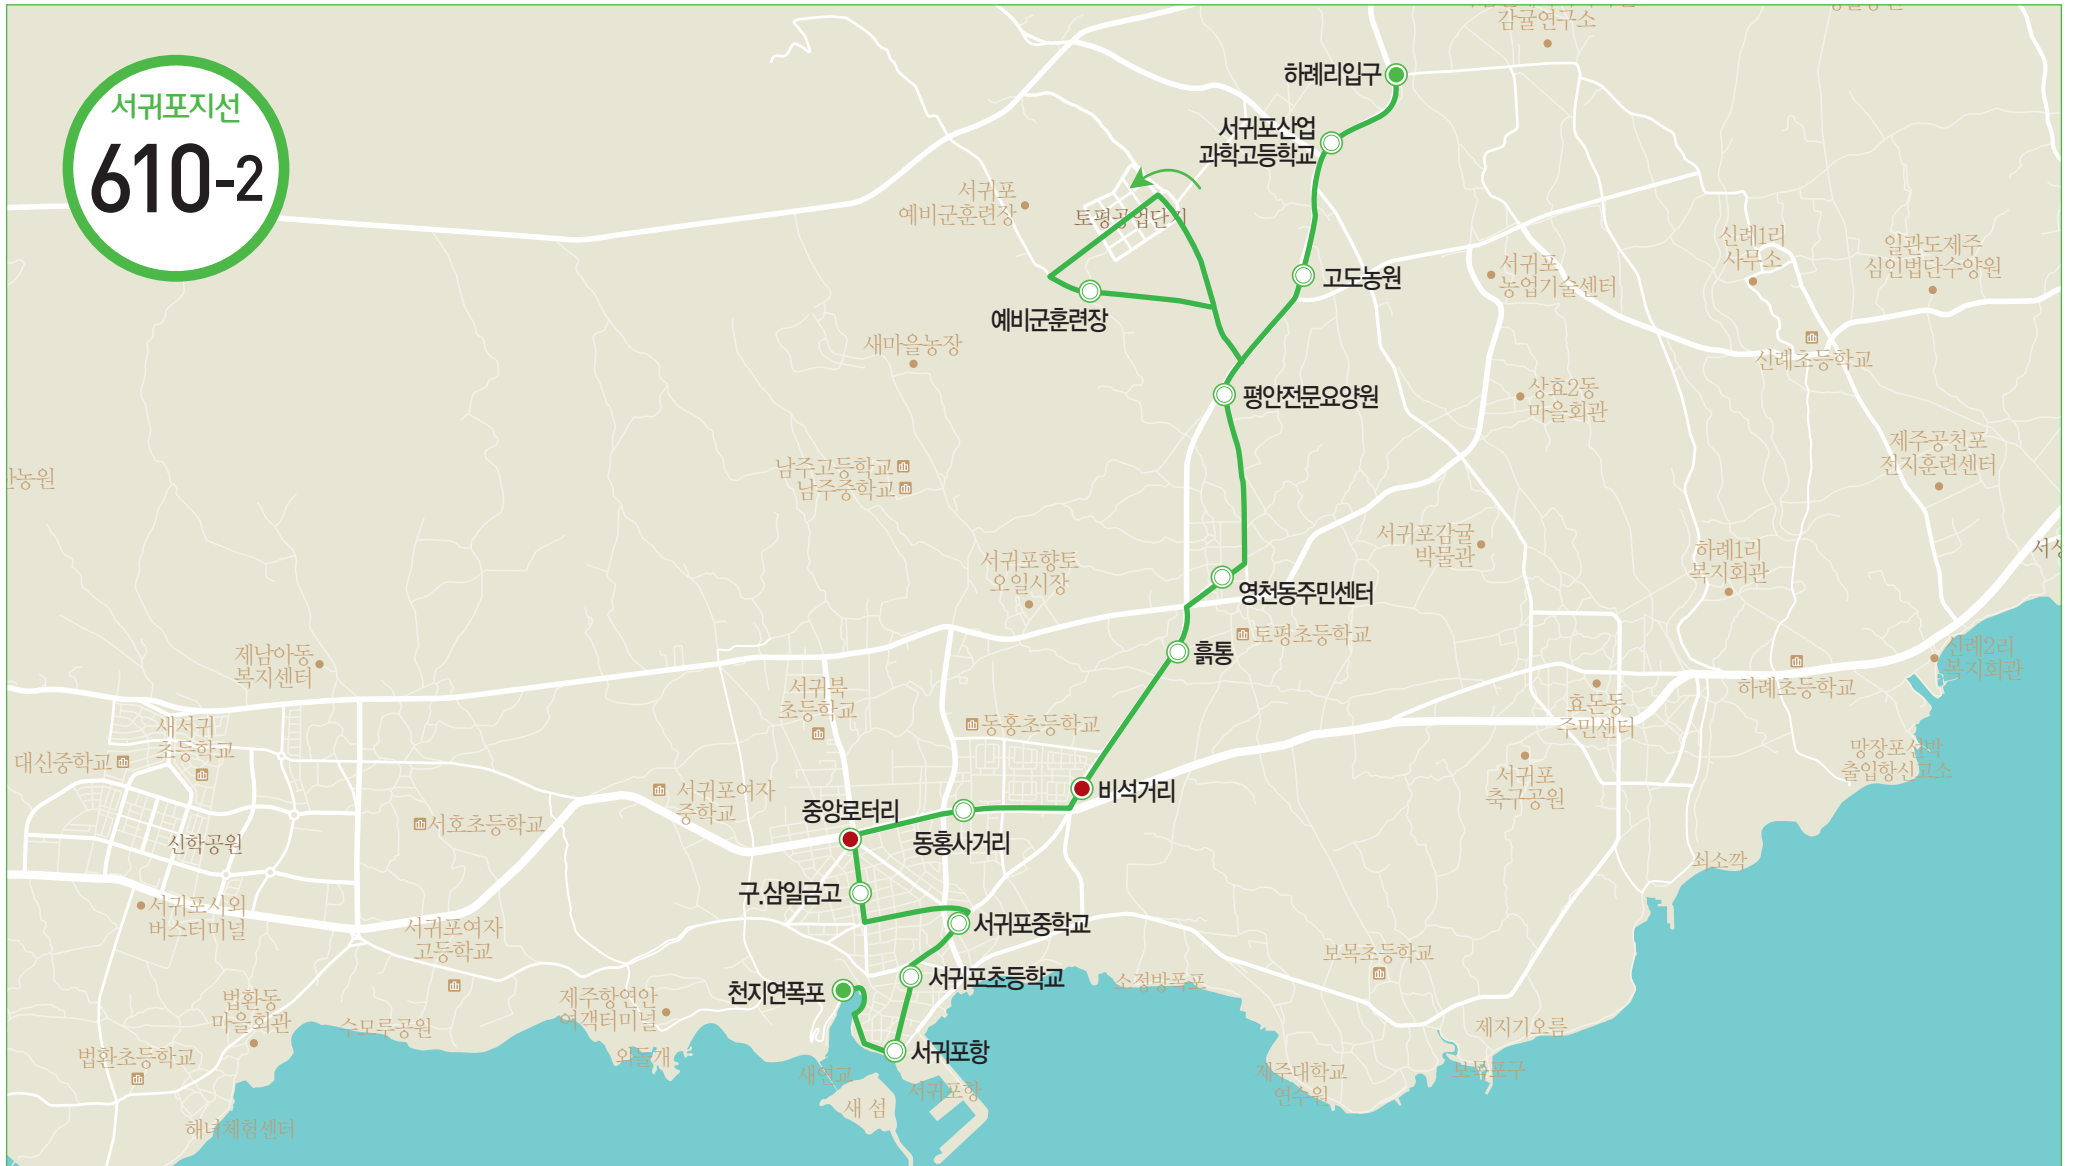 서귀포지선
610-2
감귤연구소
하례리입구
서귀포산업
과학고등학교
서귀포
예비군훈련장
토평공업단지
고도농원
예비군훈련장
서귀포
농업기술센터
신례1리
사무소
일관도제주
심인법단수양원
새마을농장
신례초등학교
평안전문요양원
상효2동
마을회관
제주공천포
전지훈련센터
남주고등학교
남주중학교
서귀포향토
오일시장
서귀포감귤
박물관
하례1리
복지회관
영천동주민센터
토평초등학교
흙통
제남아동
복지센터
신례2리
복지회관
하례초등학교
서귀북
초등학교
동홍초등학교
효돈동
주민센터
새서귀
초등학교
대신중학교
망장포선박
출입항신고소
서귀포
축구공원
서귀포여자
중학교
비석거리
중앙로터리
동홍사거리
서호초등학교
신학공원
쇠소깍
구.삼일금고
서귀포시외
버스터미널
서귀포여자
고등학교
서귀포중학교
보목초등학교
서귀포초등학교
천지연폭포
소정방폭포
법환동
마을회관
제주항연안
여객터미널
수모루공원
제지기오름
법환초등학교
외돌개
서귀포항
새연교
서귀포항
제주대학교
연수원
보목포구
새 섬
해녀체험센터